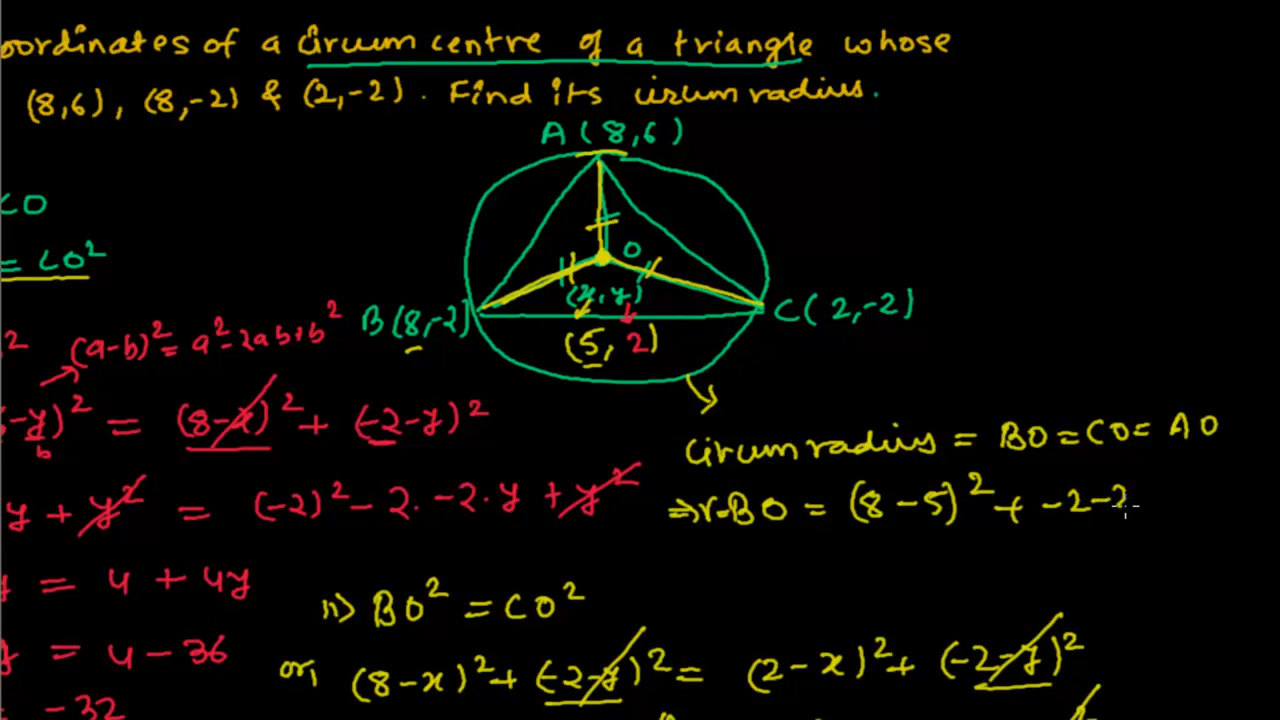 oordinates of a circum centre of a triangle whose
(8,6), (8,-2) & (2,-2). Find its circum radius.
A (8,6)
CO
= CO²
O
(x, y)
B (8,-2)
C (2,-2)
(5, 2)
2 (a-b)² = a² - 2ab + b²
-y)² = (8-x)² + (-2-y)²
b
circum radius = BO = CO = AO
y + y² = (-2)² - 2. -2. y + y²
⇒ r = BO = (8-5)² + -2-2
= 4 + 4y
ii) BO² = CO²
= 4 - 36
or, (8-x)² + (-2-y)² = (2-x)² + (-2-y)²
-32